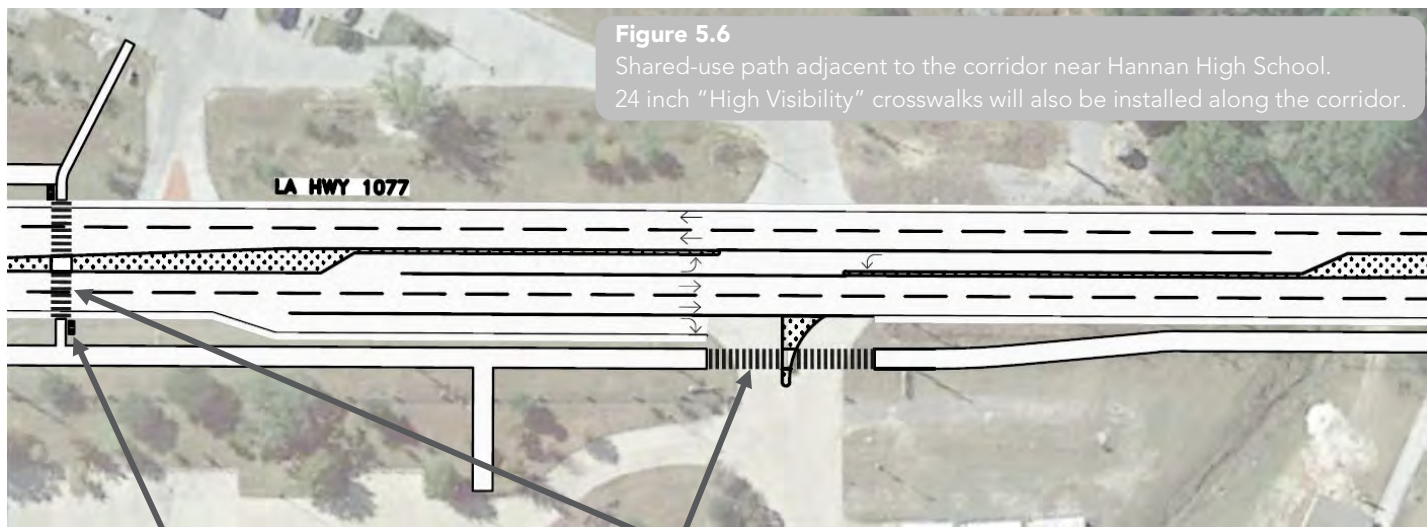 Figure 5.6
Shared-use path adjacent to the corridor near Hannan High School.
24 inch "High Visibility" crosswalks will also be installed along the corridor.
LA HWY 1077